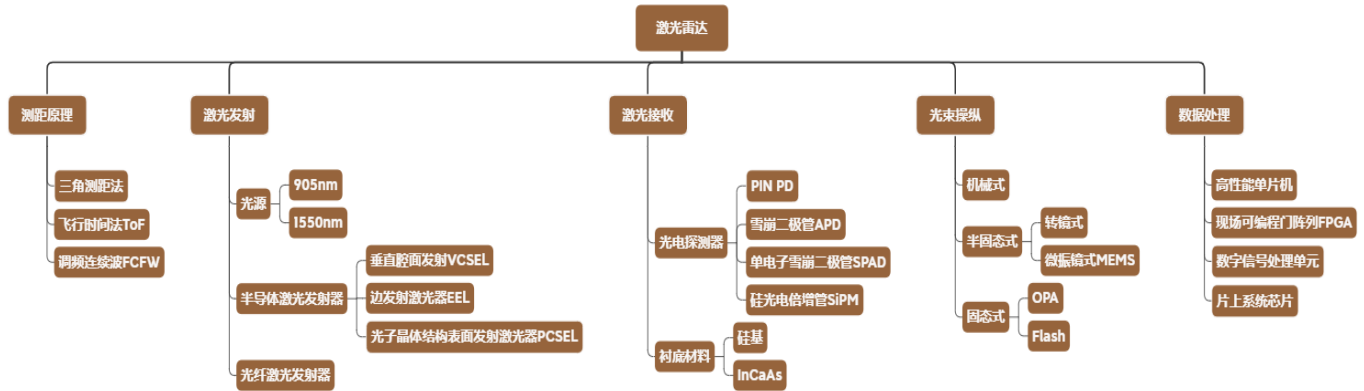 激光雷达
测距原理
三角测距法
飞行时间法ToF
调频连续波FCFW
激光发射
光源
905nm
1550nm
半导体激光发射器
垂直腔面发射VCSEL
边发射激光器EEL
光子晶体结构表面发射激光器PCSEL
光纤激光发射器
激光接收
光电探测器
PIN PD
雪崩二极管APD
单电子雪崩二极管SPAD
硅光电倍增管SiPM
衬底材料
硅基
InCaAs
光束操纵
机械式
半固态式
转镜式
微振镜式MEMS
固态式
OPA
Flash
数据处理
高性能单片机
现场可编程门阵列FPGA
数字信号处理单元
片上系统芯片